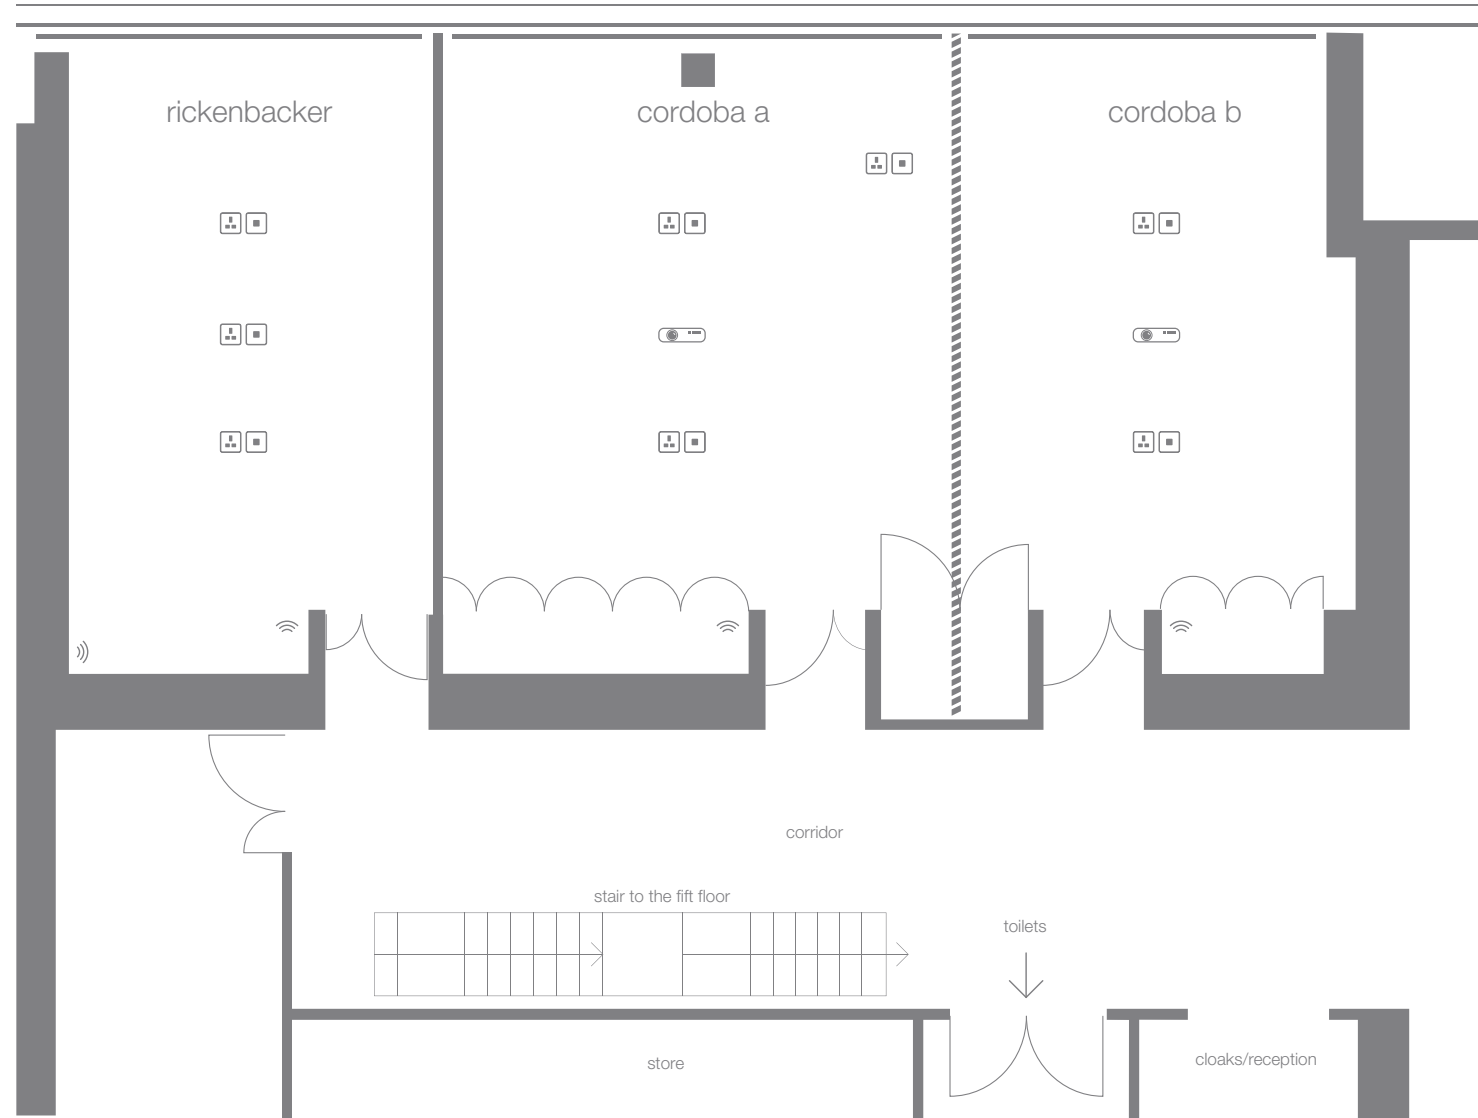 rickenbacker
cordoba a
cordoba b
corridor
stair to the fift floor
toilets
store
cloaks/reception